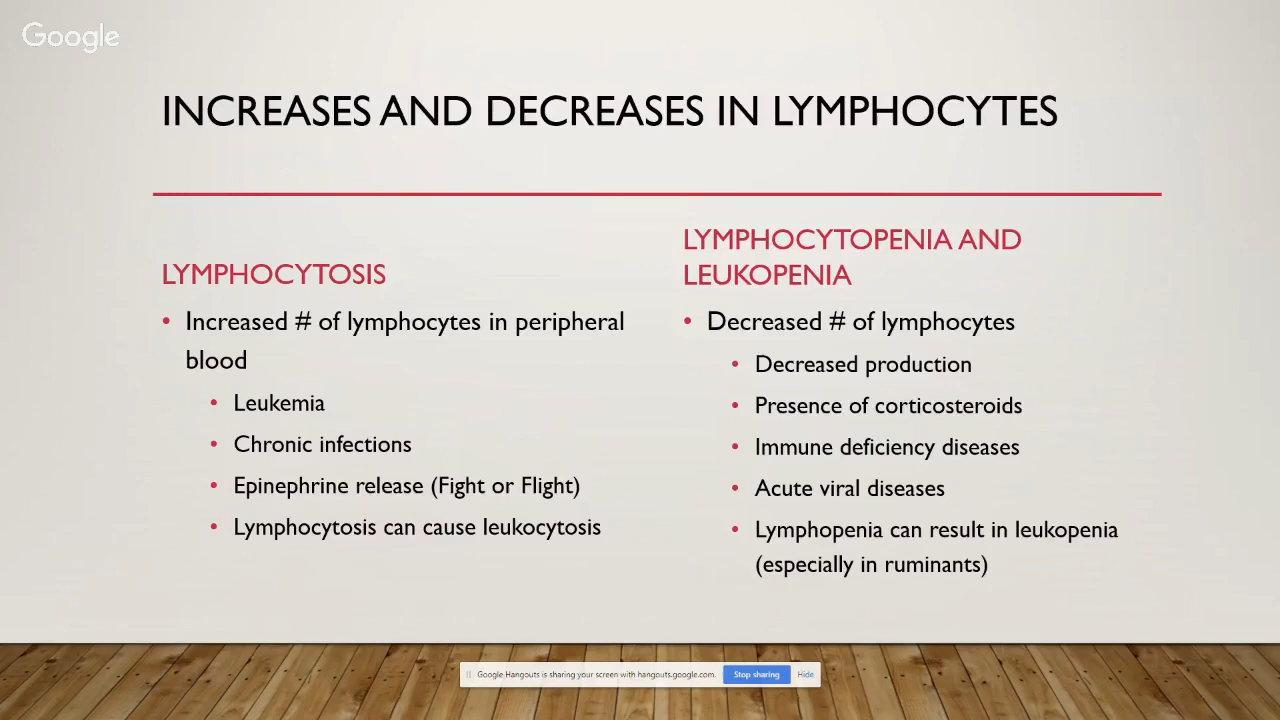 Google
INCREASES AND DECREASES IN LYMPHOCYTES
LYMPHOCYTOSIS
• Increased # of lymphocytes in peripheral
blood
• Leukemia
• Chronic infections
• Epinephrine release (Fight or Flight)
• Lymphocytosis can cause leukocytosis
LYMPHOCYTOPENIA AND
LEUKOPENIA
• Decreased # of lymphocytes
• Decreased production
• Presence of corticosteroids
• Immune deficiency diseases
• Acute viral diseases
• Lymphopenia can result in leukopenia
(especially in ruminants)
Google Hangouts is sharing your screen with hangouts.google.com. Stop sharing Hide